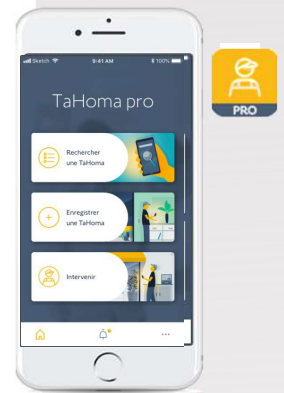 Sketch 9:41 AM 100%
TaHoma pro
Rechercher
une TaHoma
Enregistrer
une TaHoma
Intervenir
PRO